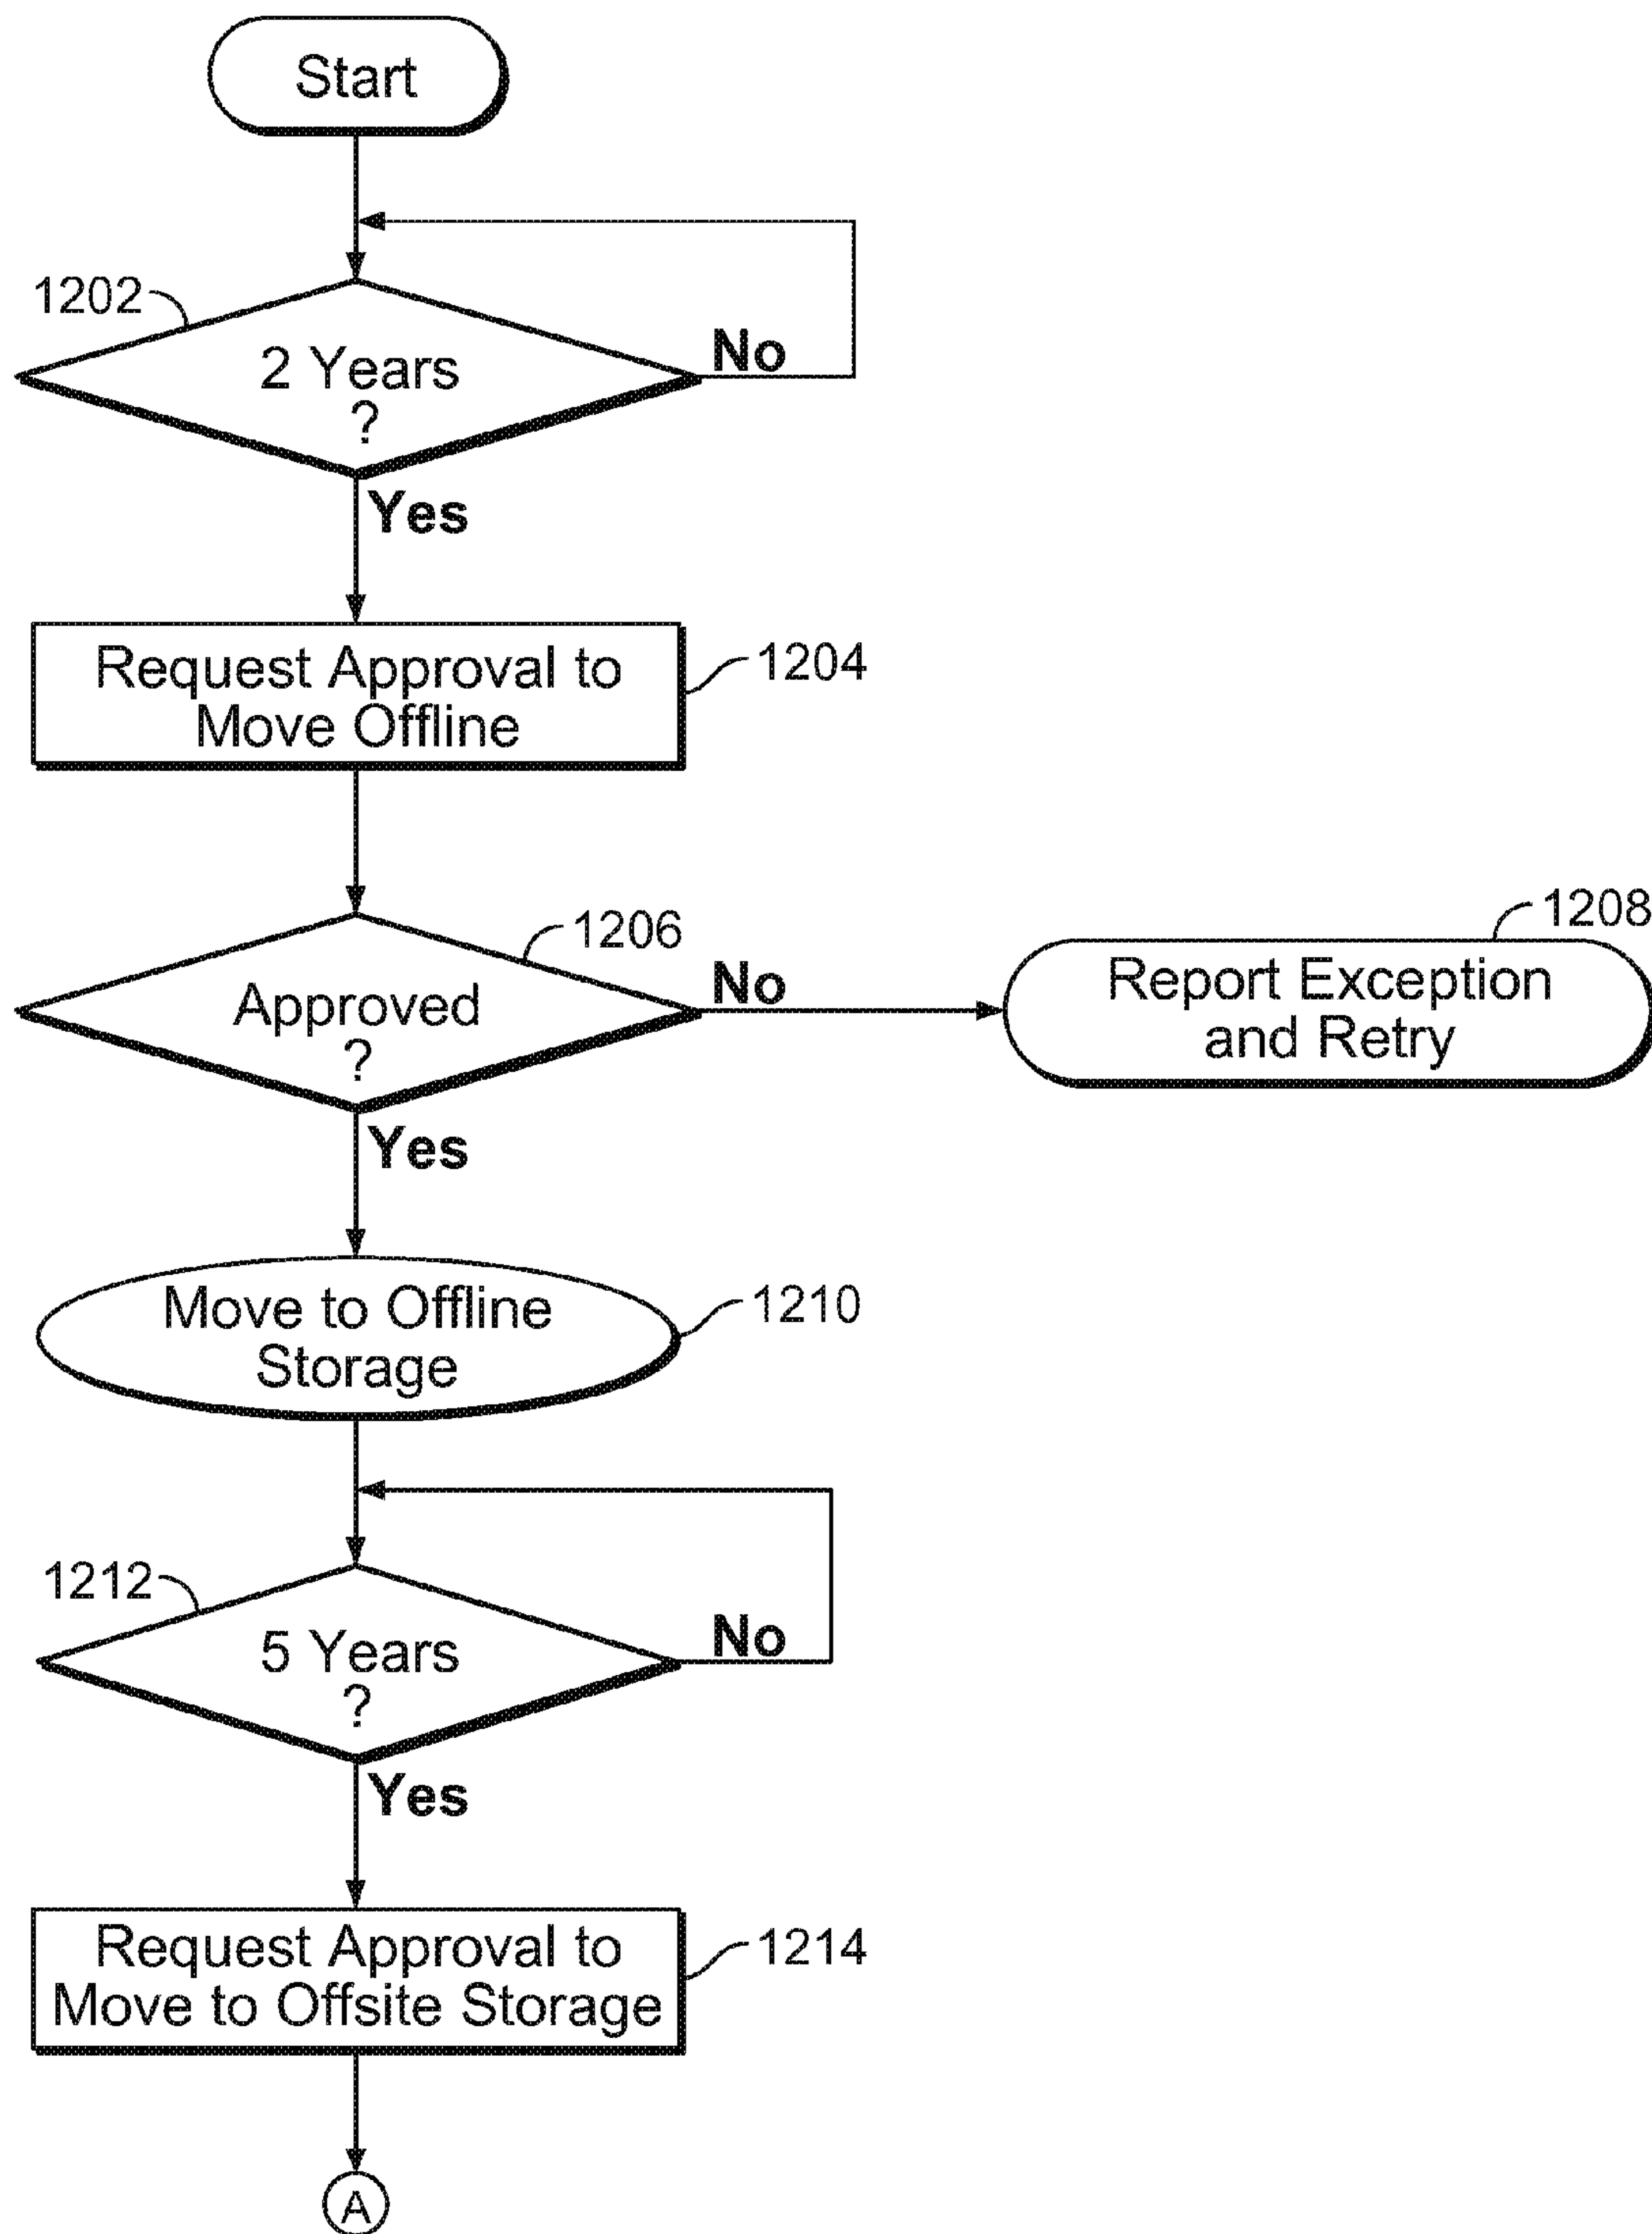 Start
1202
2 Years
?
No
Yes
Request Approval to
Move Offline
1204
1206
Approved
?
No
1208
Report Exception
and Retry
Yes
Move to Offline
Storage
1210
1212
5 Years
?
No
Yes
Request Approval to
Move to Offsite Storage
1214
A